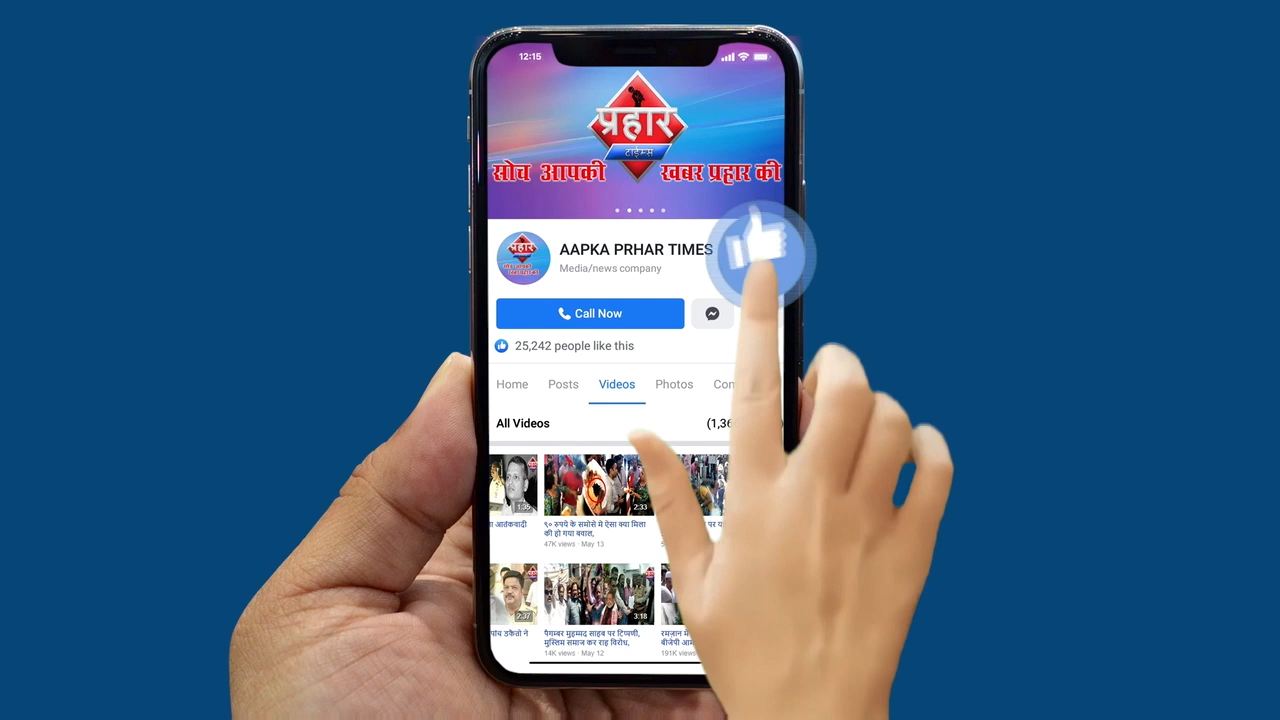 12:15
प्रहार
टाईम्स
सोच आपकी
खबर प्रहार की
प्रहार
AAPKA PRHAR TIMES
Media/news company
Call Now
25,242 people like this
Home Posts Videos Photos
All Videos
1:35
2:33
आतंकवादी
९० रुपये के समोसे मे ऐसा क्या मिला
की हो गया बवाल,
पर
47K views · May 13
2:37
3:18
पांच डकैतो ने
पैगम्बर मुहम्मद साहब पर टिप्पणी,
मुस्लिम समाज कर राह विरोध,
रमज़ान में
बीजेपी
14K views · May 12
191K views